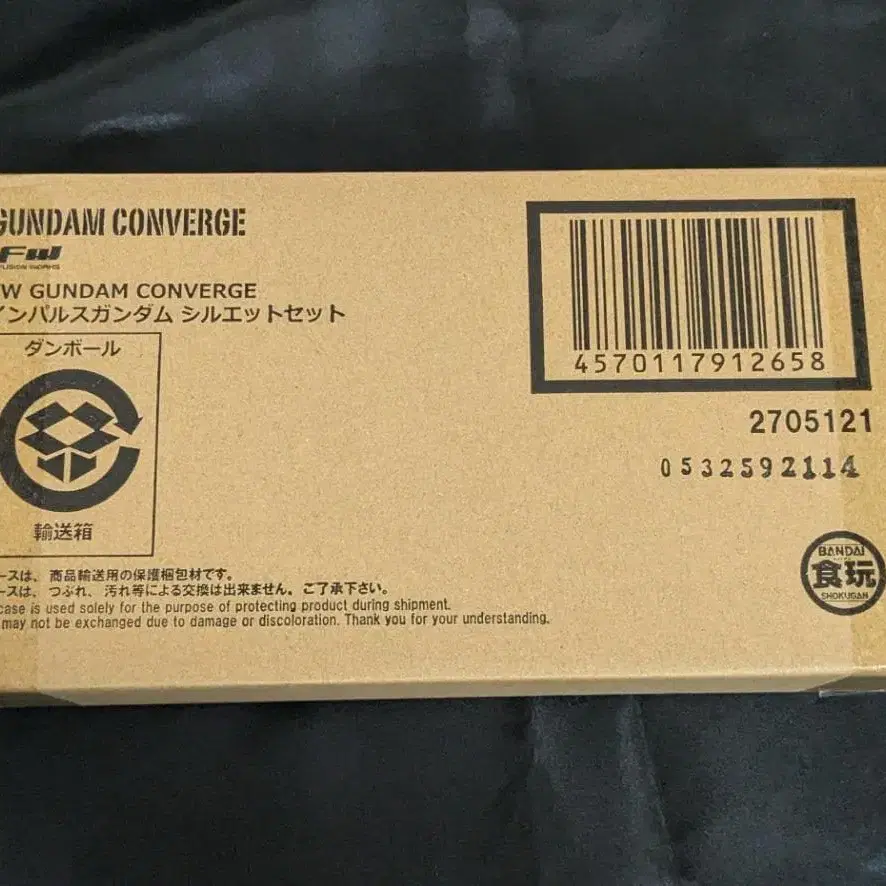 GUNDAM CONVERGE
FW
FUSION WORKS
W GUNDAM CONVERGE
インパルスガンダム シルエットセット
ダンボール
輸送箱
4570117912658
2705121
0532592114
BANDAI
食玩
SHOKUGAN
ースは、商品輸送用の保護梱包材です。
ースは、つぶれ、汚れ等による交換は出来ません。ご了承下さい。
case is used solely for the purpose of protecting product during shipment.
may not be exchanged due to damage or discoloration. Thank you for your understanding.